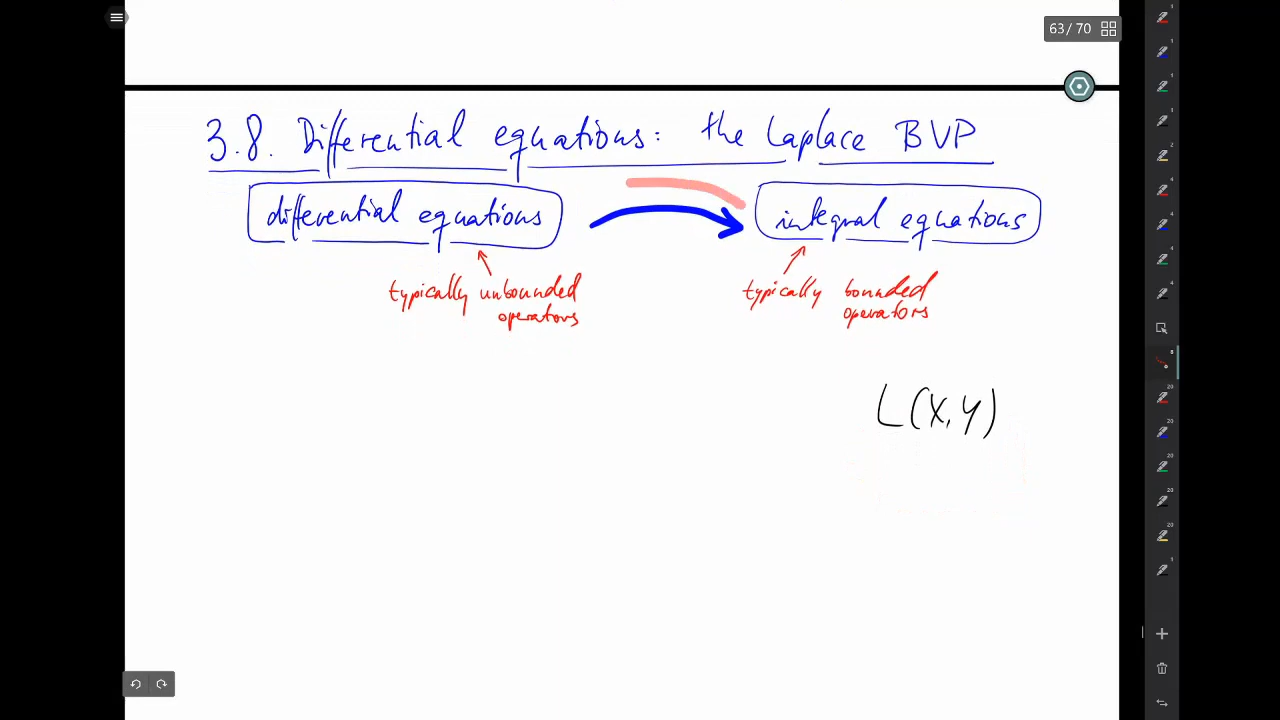 63/70
3.8. Differential equations: the Laplace BVP
differential equations
integral equations
typically unbounded operators
typically bounded operators
L(X,Y)